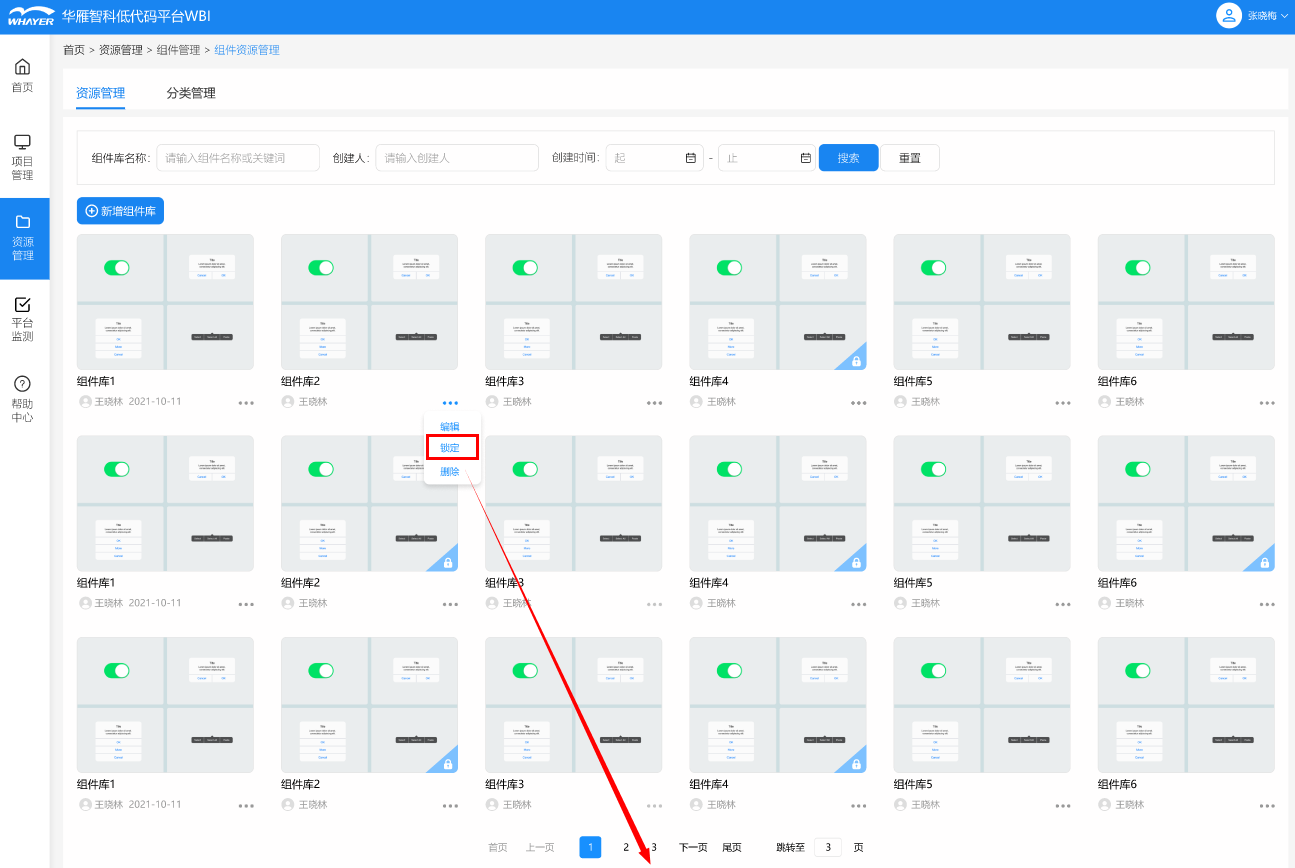 WHAYER 华雁智科低代码平台WBI 张晓梅
首页 > 资源管理 > 组件管理 > 组件资源管理
首页
项目
管理
资源
管理
平台
监测
帮助
中心
资源管理 分类管理
组件库名称: 请输入组件名称或关键词 创建人: 请输入创建人 创建时间: 起 - 止 搜索 重置
新增组件库
组件库1 组件库2 组件库3 组件库4 组件库5 组件库6
王晓林 2021-10-11 王晓林 王晓林 王晓林 王晓林 王晓林
编辑
锁定
删除
组件库1 组件库2 组件库3 组件库4 组件库5 组件库6
王晓林 2021-10-11 王晓林 王晓林 王晓林 王晓林 王晓林
组件库1 组件库2 组件库3 组件库4 组件库5 组件库6
王晓林 2021-10-11 王晓林 王晓林 王晓林 王晓林 王晓林
首页 上一页 1 2 3 下一页 尾页 跳转至 3 页